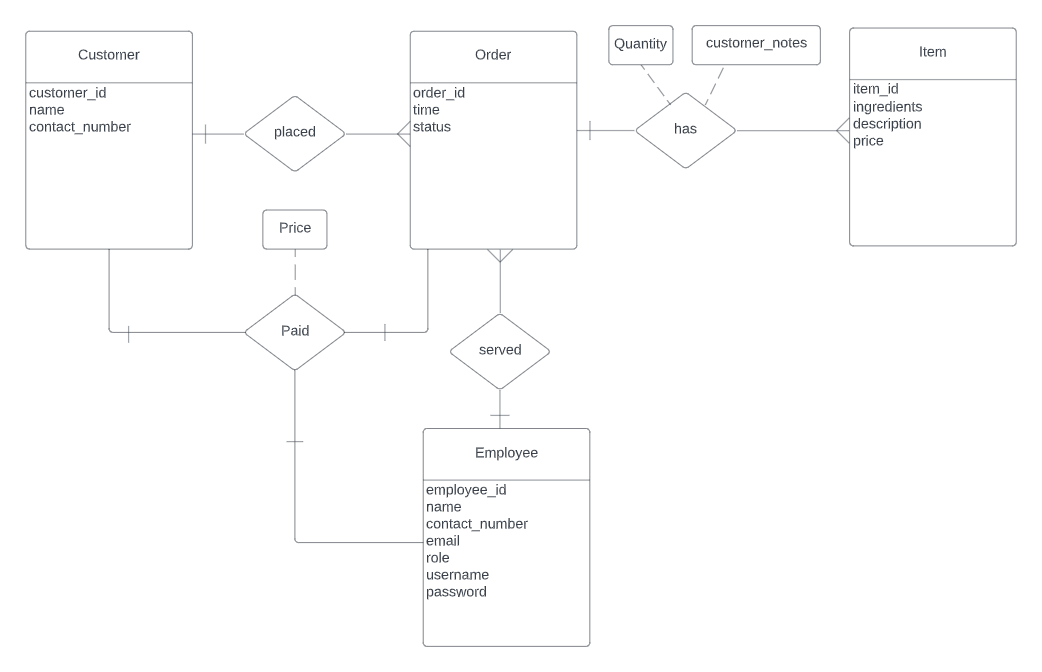 Customer
customer_id
name
contact_number
placed
Order
order_id
time
status
Quantity
customer_notes
has
Item
item_id
ingredients
description
price
Price
Paid
served
Employee
employee_id
name
contact_number
email
role
username
password